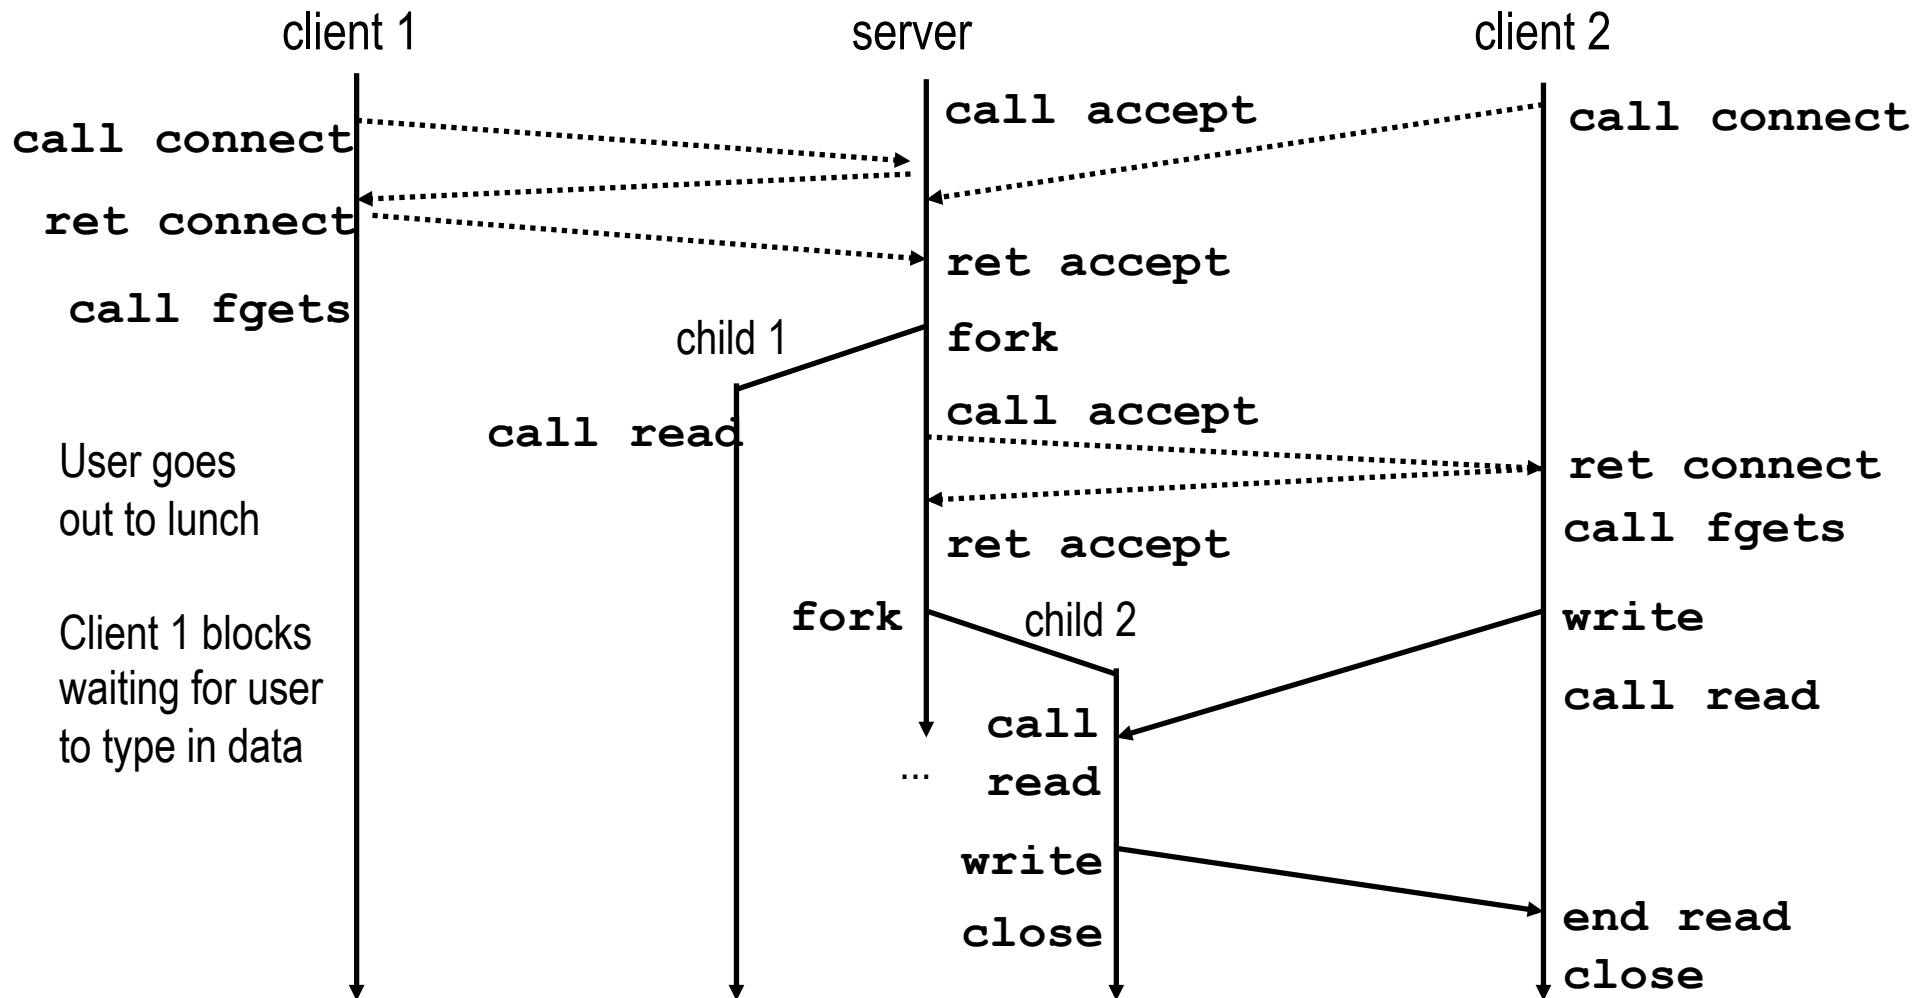 client 1
server
client 2
call connect
call accept
call connect
ret connect
ret accept
call fgets
child 1
fork
call read
call accept
User goes
out to lunch
ret connect
call fgets
ret accept
fork
child 2
write
Client 1 blocks
waiting for user
to type in data
call
read
call read
...
write
close
end read
close